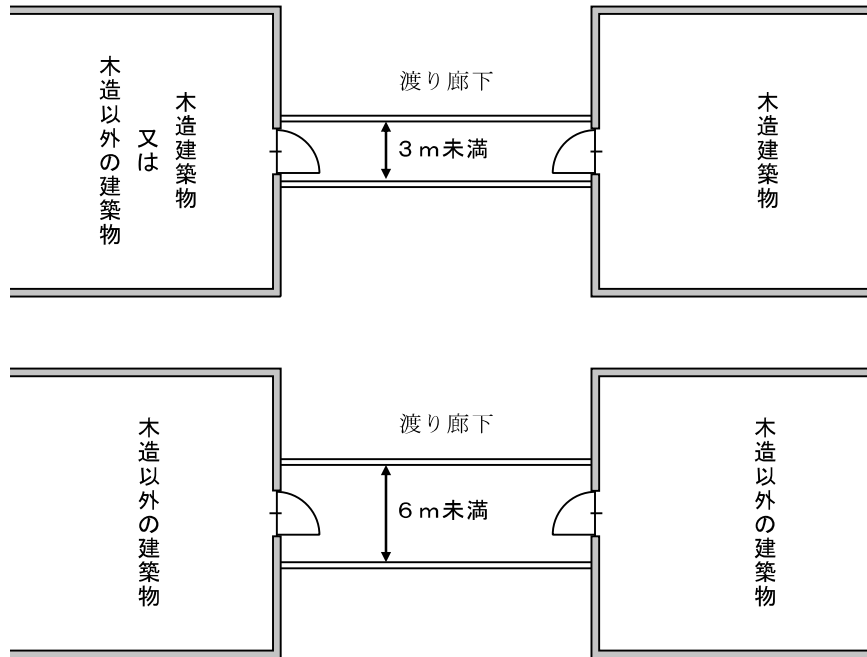 渡り廊下
木造建築物
又は
木造以外の建築物
3m未満
木造建築物
渡り廊下
木造以外の建築物
6m未満
木造以外の建築物